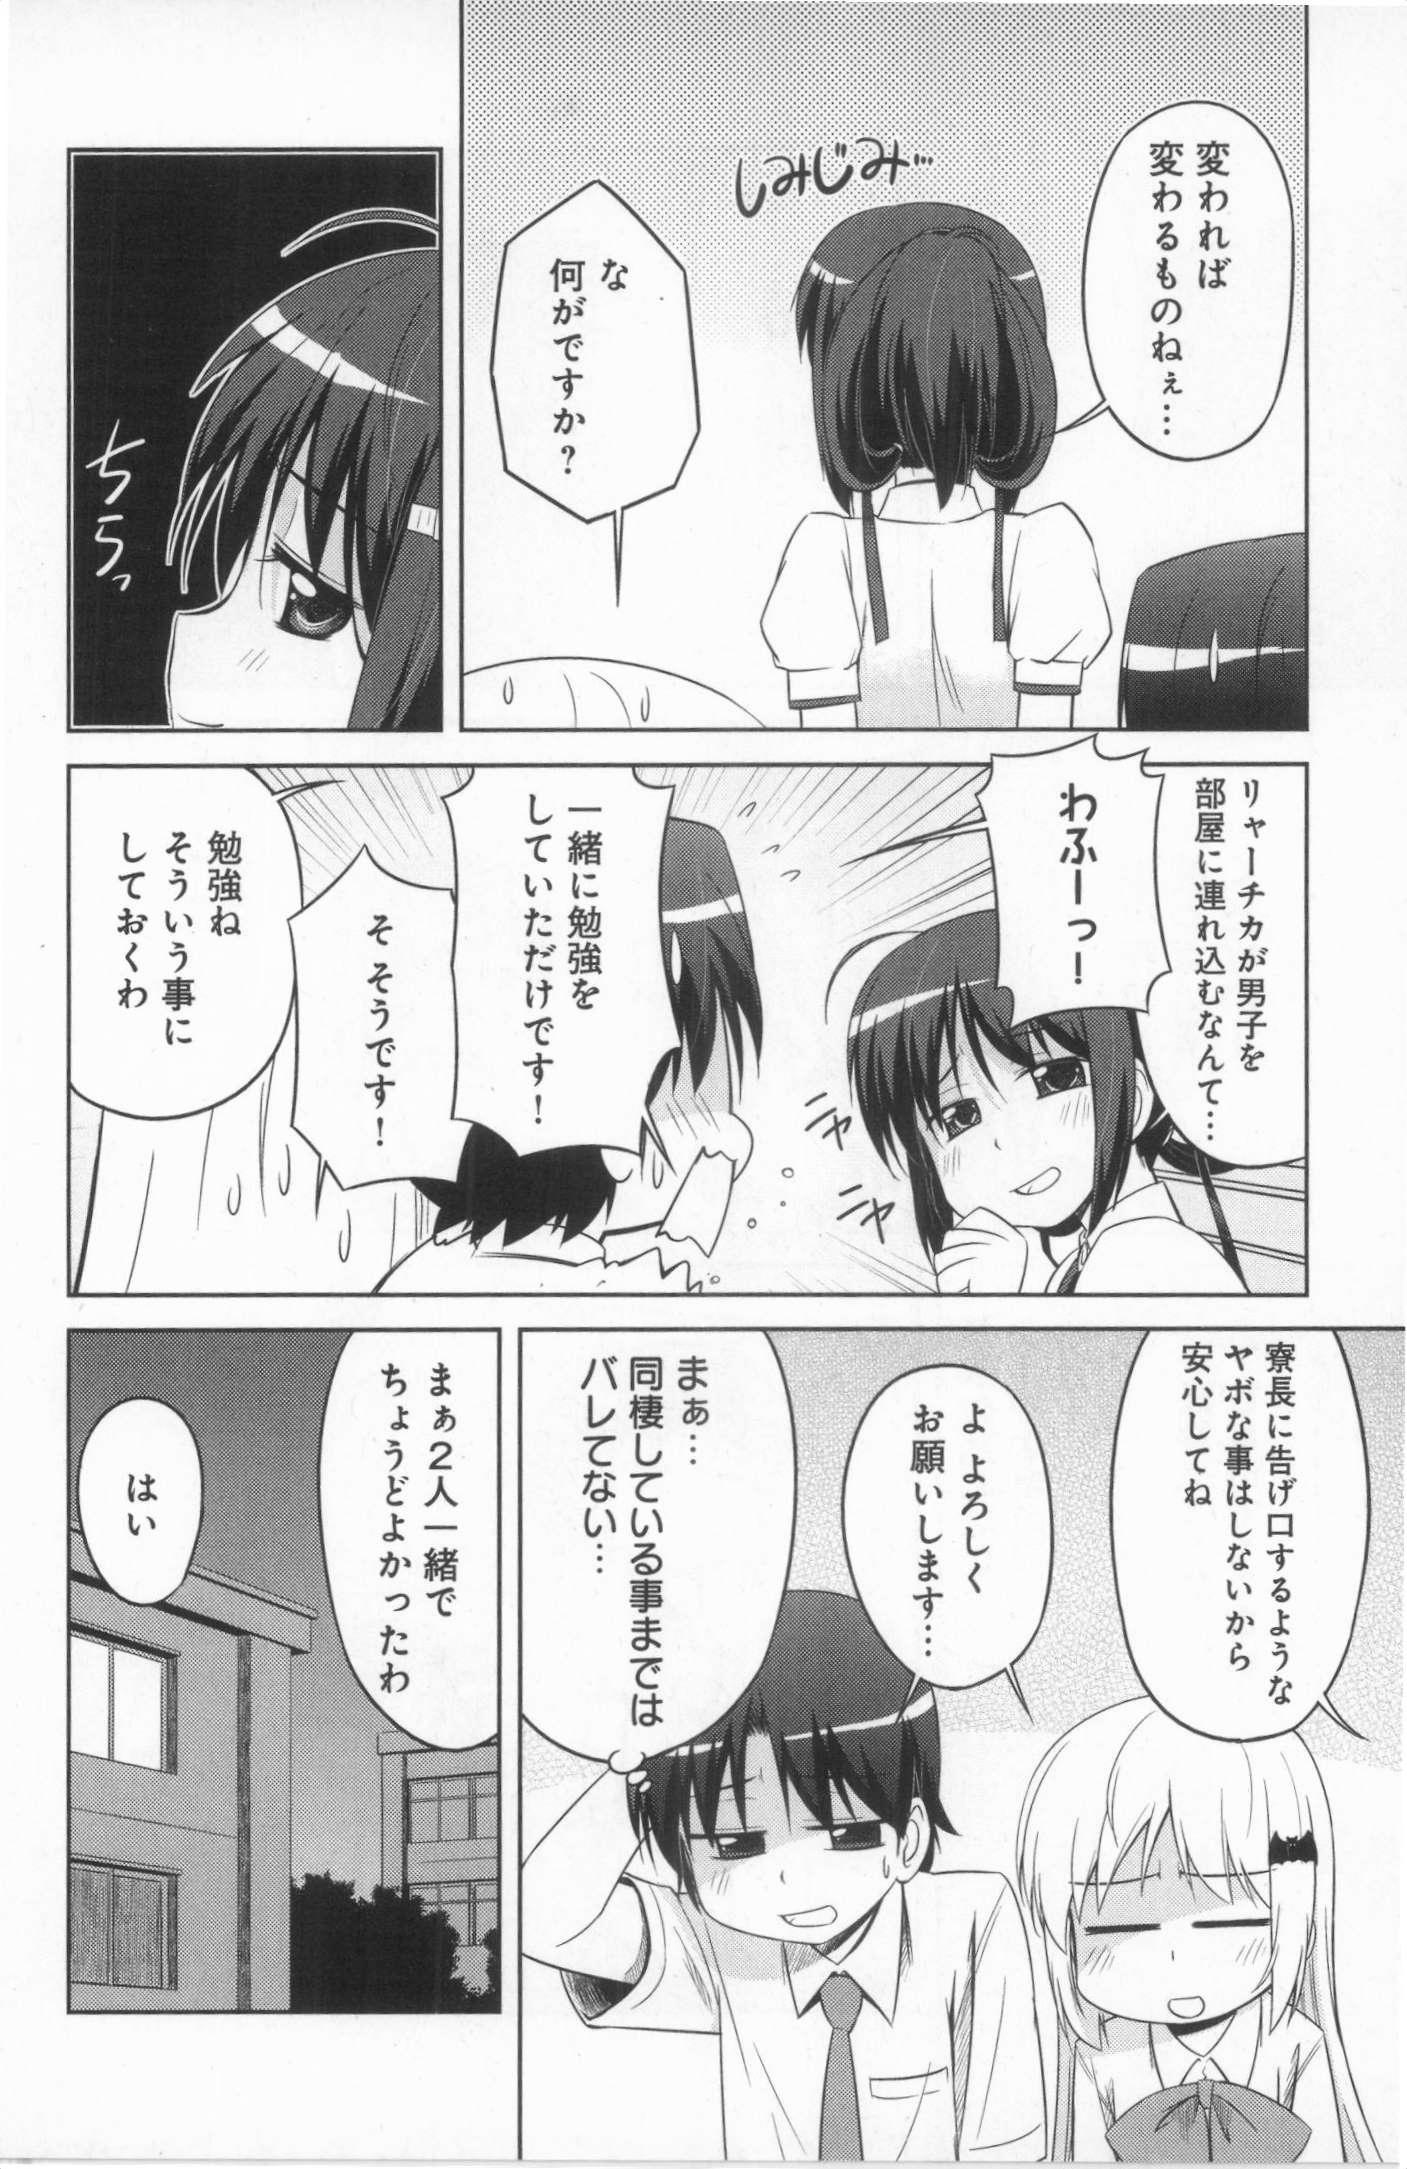 変われば
変わるものねぇ…
しみじみ…
な
何がですか?
ちらっ
リャーチカが男子を
部屋に連れ込むなんて…
わふーっ!
ニヤ
ニヤ
一緒に勉強を
していただけです!
そ そうです!
勉強ね
そういう事に
しておくわ
寮長に告げ口するような
ヤボな事はしないから
安心してね
よ よろしく
お願いします…
まぁ…
同棲している事までは
バレてない…
まぁ2人一緒で
ちょうどよかったわ
はい